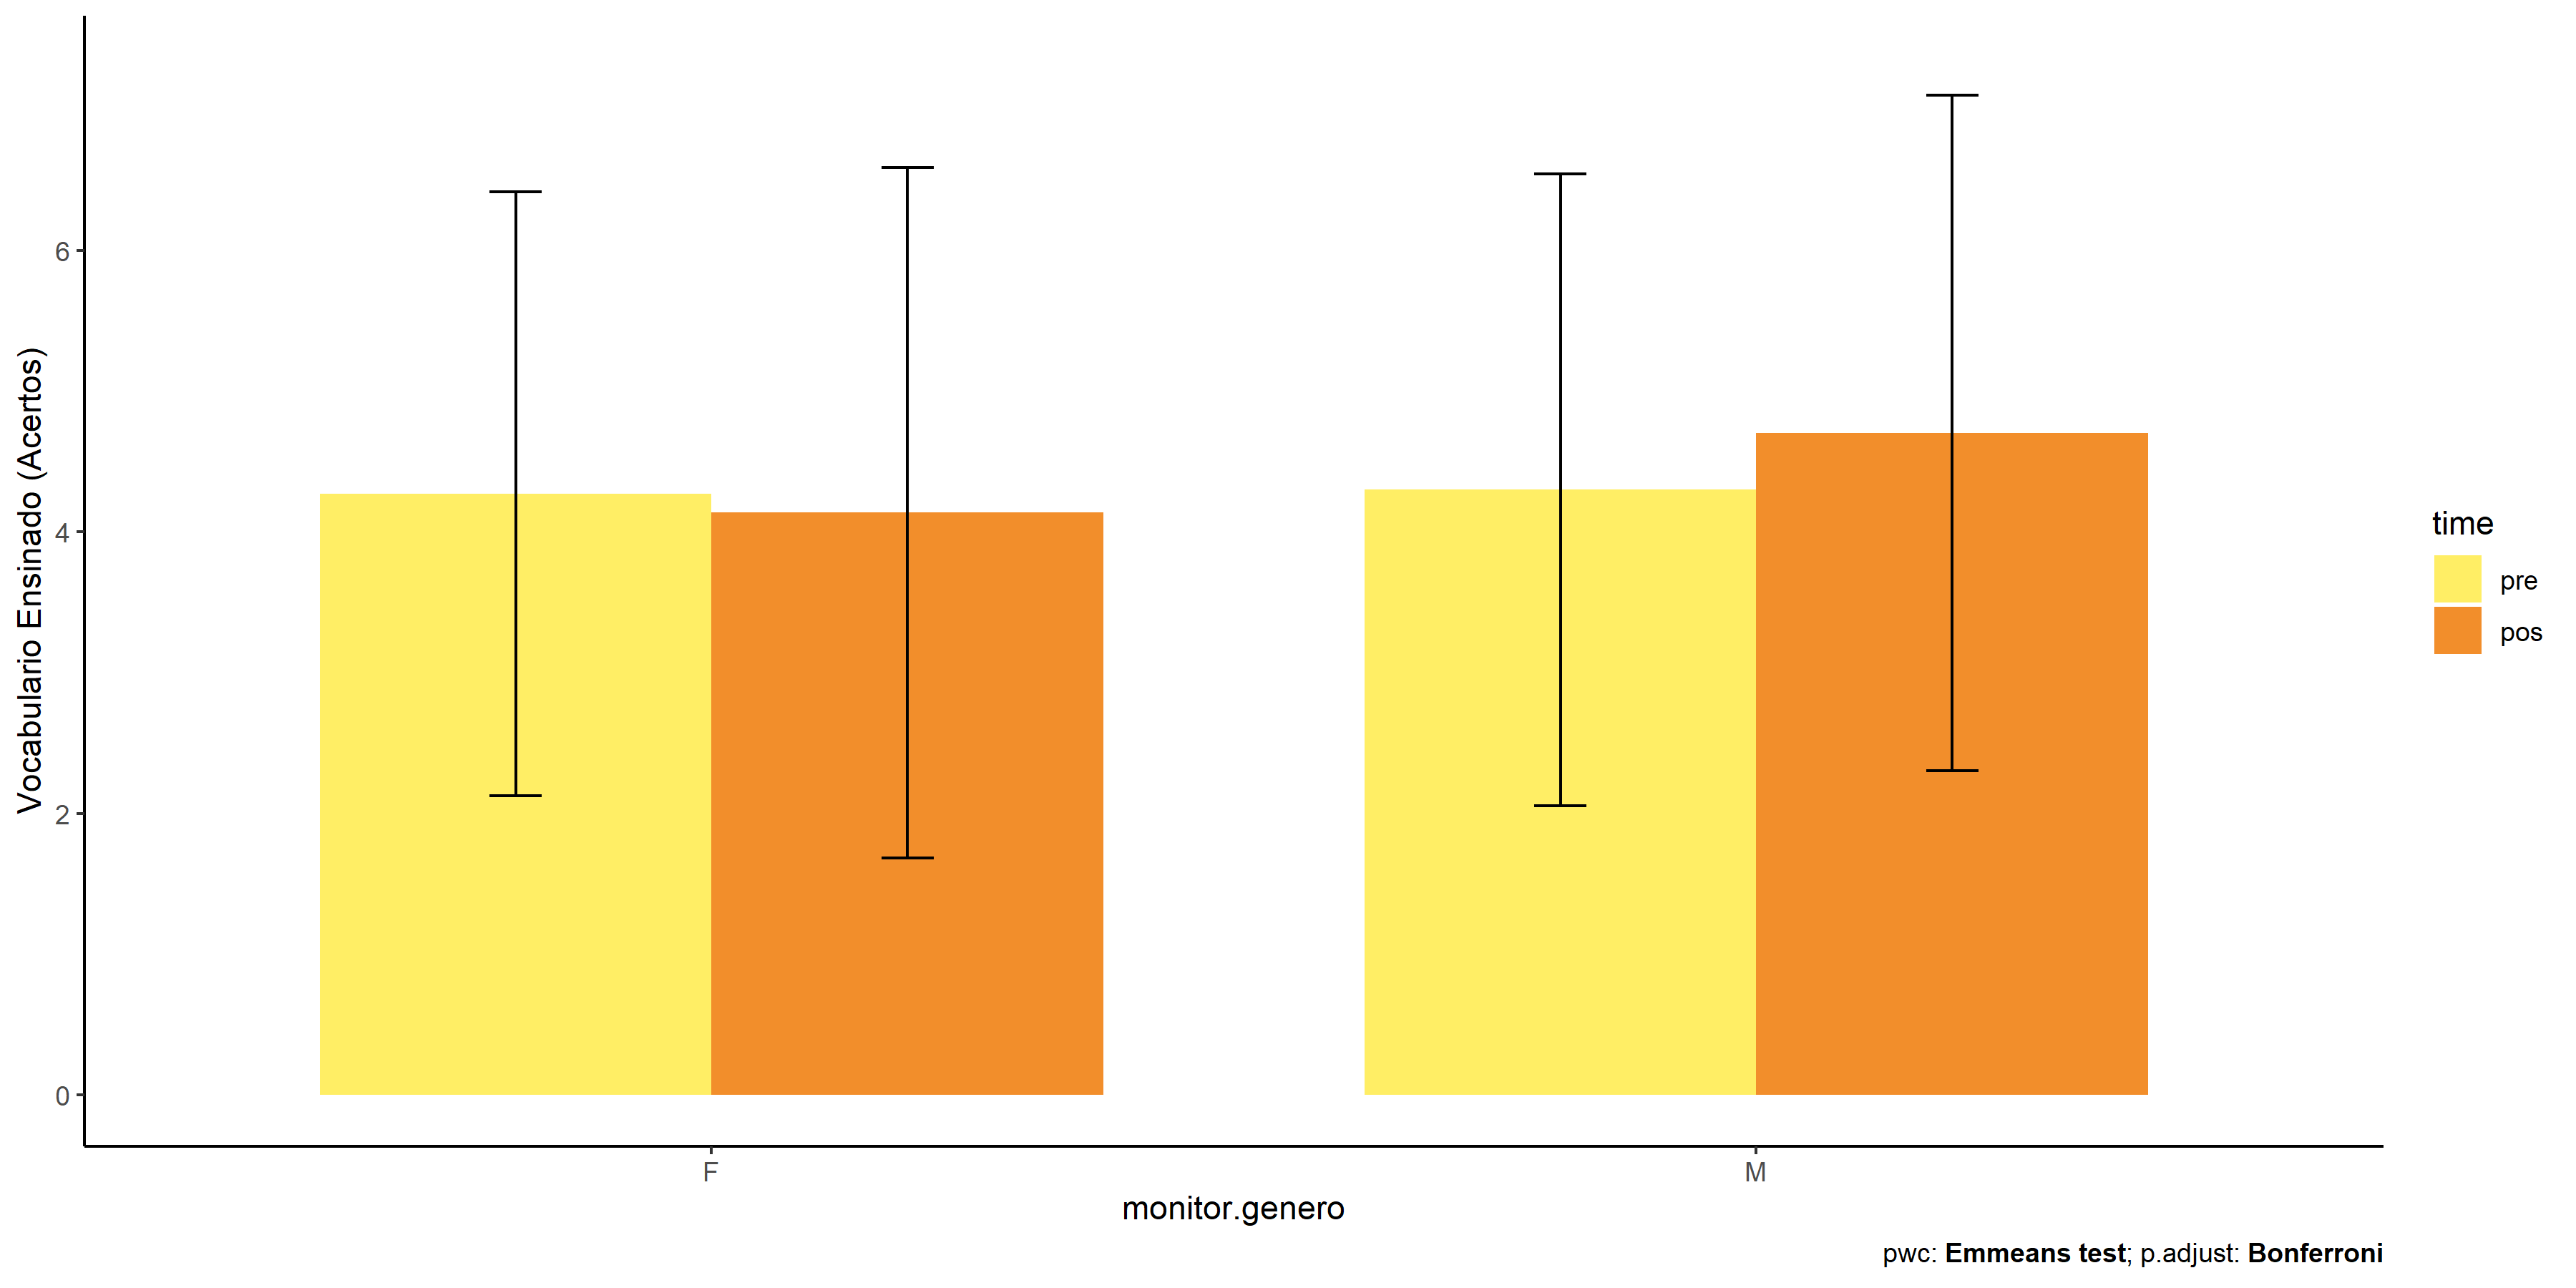 Vocabulario Ensinado (Acertos)
6
4
2
0
F
M
monitor.genero
time
pre
pos
pwc: Emmeans test; p.adjust: Bonferroni